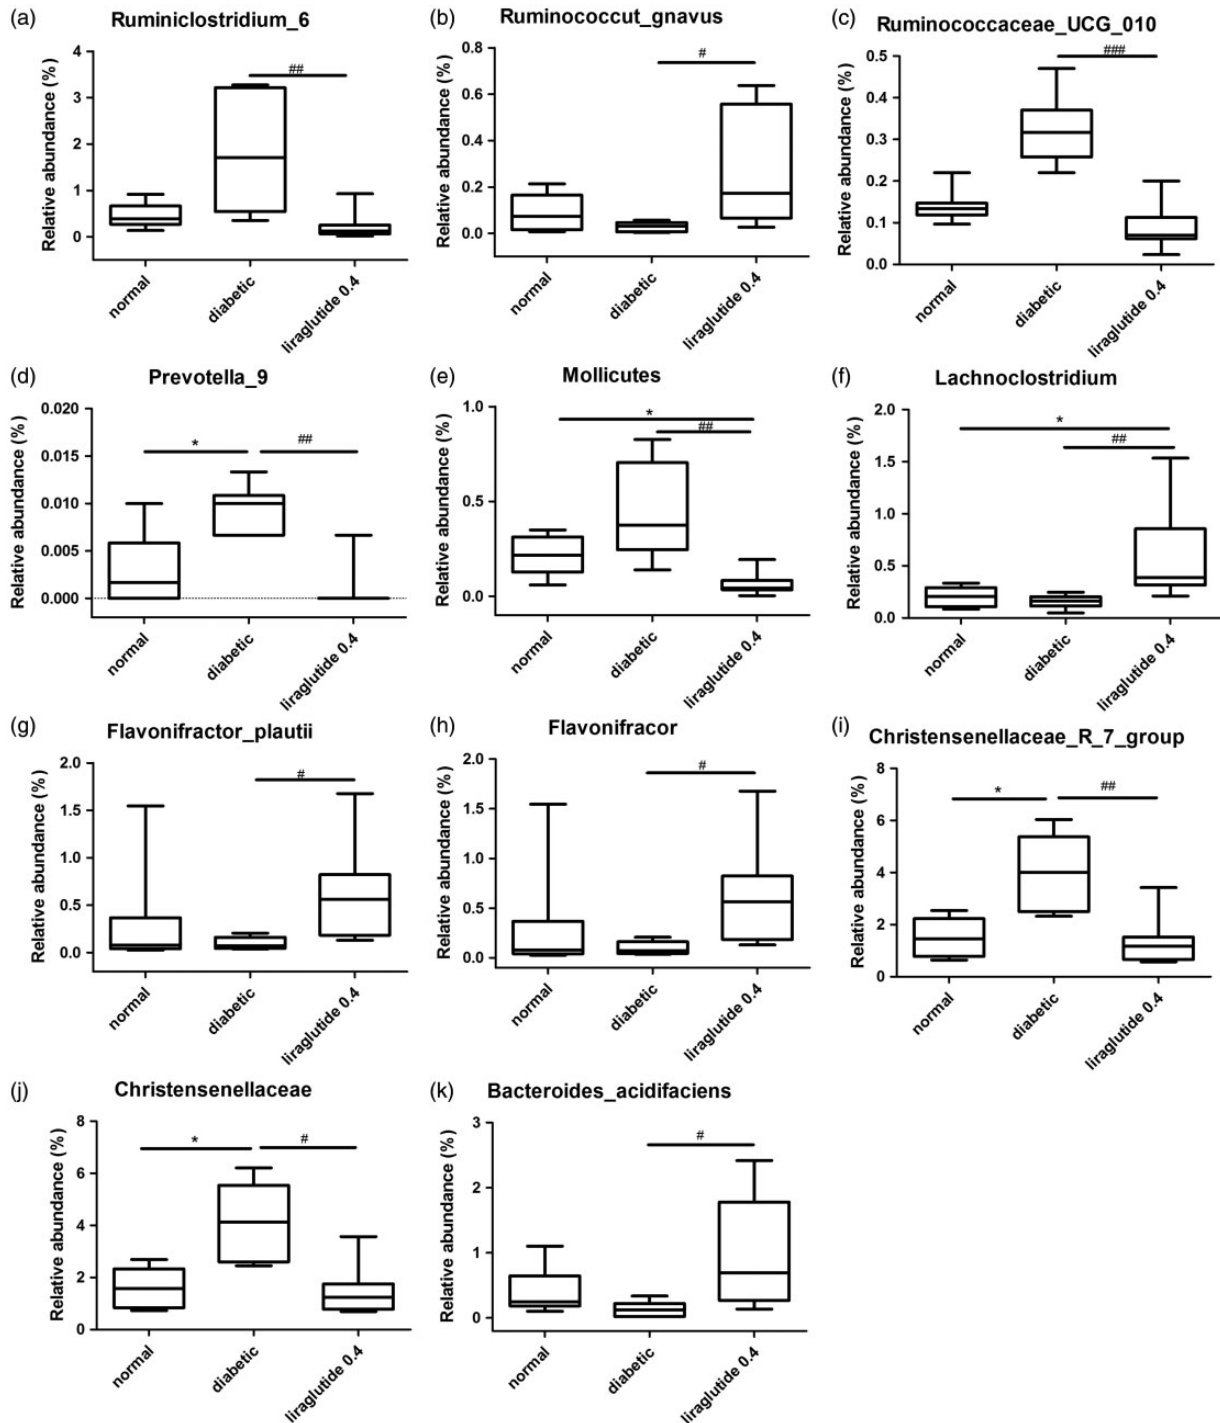 (a) Ruminiclostridium_6
Relative abundance (%)
4
3
2
1
0
##
normal
diabetic
liraglutide 0.4
(b) Ruminococcut_gnavus
Relative abundance (%)
0.8
0.6
0.4
0.2
0.0
#
normal
diabetic
liraglutide 0.4
(c) Ruminococcaceae_UCG_010
Relative abundance (%)
0.5
0.4
0.3
0.2
0.1
0.0
###
normal
diabetic
liraglutide 0.4
(d) Prevotella_9
Relative abundance (%)
0.020
0.015
0.010
0.005
0.000
*
##
normal
diabetic
liraglutide 0.4
(e) Mollicutes
Relative abundance (%)
1.0
0.5
0.0
*
##
normal
diabetic
liraglutide 0.4
(f) Lachnoclostridium
Relative abundance (%)
2.0
1.5
1.0
0.5
0.0
*
##
normal
diabetic
liraglutide 0.4
(g) Flavonifractor_plautii
Relative abundance (%)
2.0
1.5
1.0
0.5
0.0
#
normal
diabetic
liraglutide 0.4
(h) Flavonifracor
Relative abundance (%)
2.0
1.5
1.0
0.5
0.0
#
normal
diabetic
liraglutide 0.4
(i) Christensenellaceae_R_7_group
Relative abundance (%)
8
6
4
2
0
*
##
normal
diabetic
liraglutide 0.4
(j) Christensenellaceae
Relative abundance (%)
8
6
4
2
0
*
#
normal
diabetic
liraglutide 0.4
(k) Bacteroides_acidifaciens
Relative abundance (%)
3
2
1
0
#
normal
diabetic
liraglutide 0.4